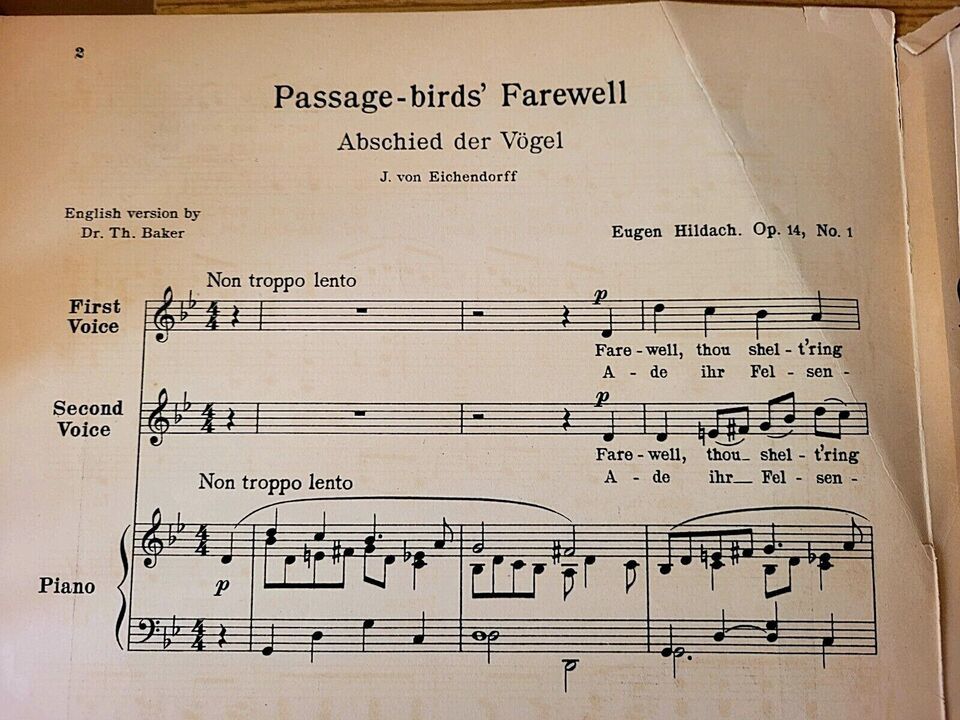 2
Passage-birds' Farewell
Abschied der Vögel
J. von Eichendorff
English version by
Dr. Th. Baker
Eugen Hildach. Op. 14, No. 1
Non troppo lento
First
Voice
p
Fare - well, thou shel - t'ring
A - de ihr Fel - sen -
Second
Voice
p
Fare - well, thou_ shel - t'ring
A - de ihr_ Fel - sen -
Non troppo lento
Piano
p